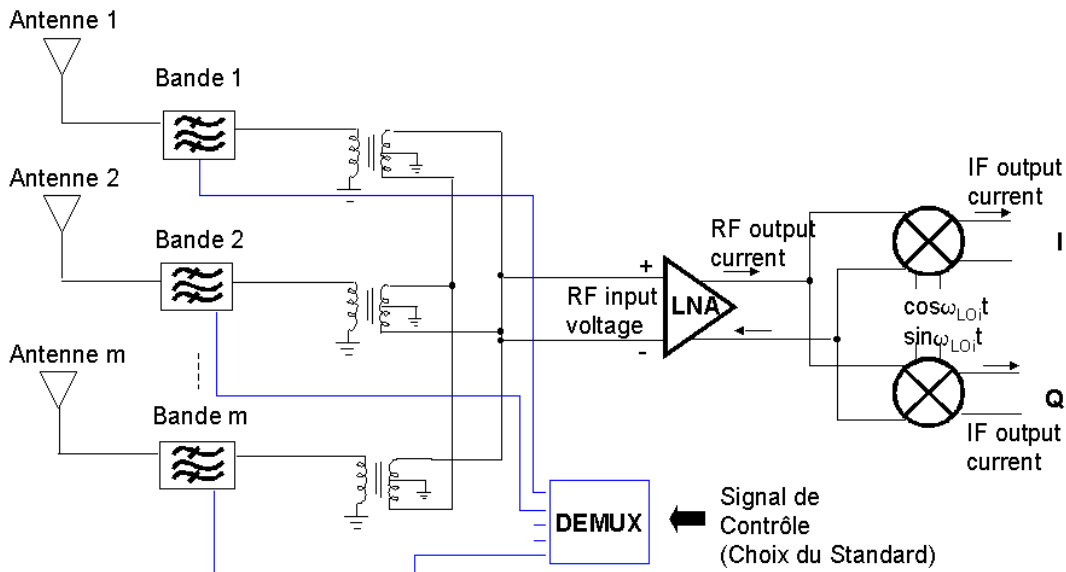 Antenne 1
Bande 1
Antenne 2
Bande 2
Antenne m
Bande m
+
RF input
voltage
-
LNA
RF output
current
IF output
current
I
cosωLOit
sinωLOit
Q
IF output
current
DEMUX
Signal de
Contrôle
(Choix du Standard)